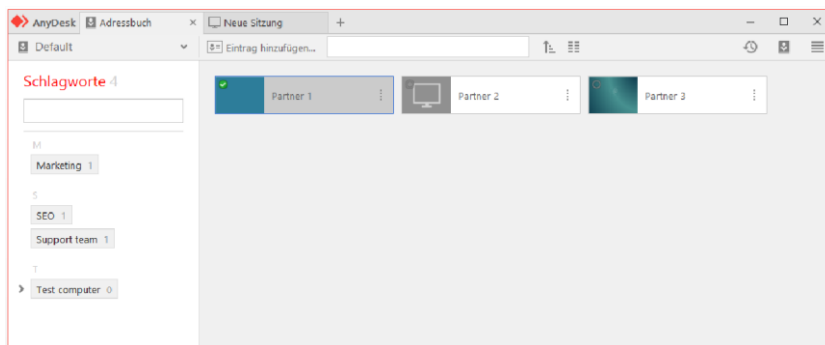 AnyDesk Adressbuch × Neue Sitzung +
Default Eintrag hinzufügen...
Schlagworte 4
Partner 1 Partner 2 Partner 3
M
Marketing 1
S
SEO 1
Support team 1
T
Test computer 0